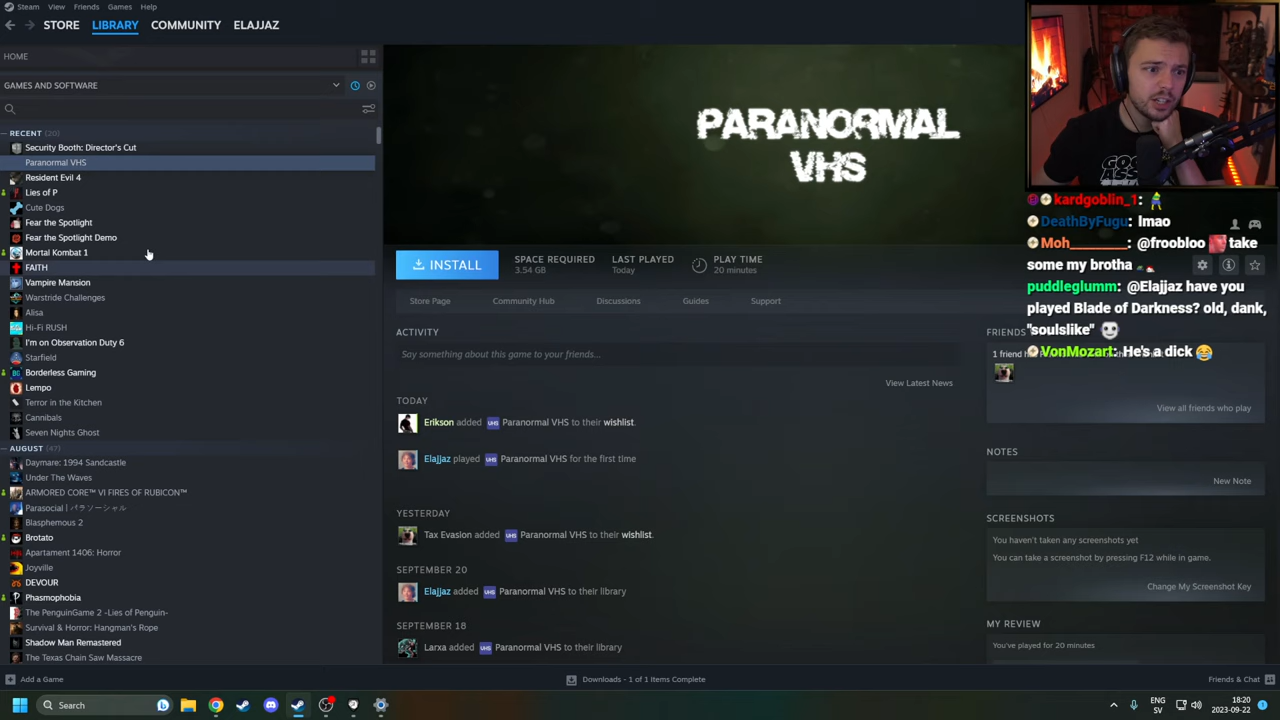 Steam View Friends Games Help
STORE LIBRARY COMMUNITY ELAJJAZ
HOME
GAMES AND SOFTWARE
RECENT (20)
Security Booth: Director's Cut
Paranormal VHS
Resident Evil 4
Lies of P
Cute Dogs
Fear the Spotlight
Fear the Spotlight Demo
Mortal Kombat 1
FAITH
Vampire Mansion
Warstride Challenges
Alisa
Hi-Fi RUSH
I'm on Observation Duty 6
Starfield
Borderless Gaming
Lempo
Terror in the Kitchen
Cannibals
Seven Nights Ghost
AUGUST (47)
Daymare: 1994 Sandcastle
Under The Waves
ARMORED CORE™ VI FIRES OF RUBICON™
Parasocial | パラソーシャル
Blasphemous 2
Brotato
Apartament 1406: Horror
Joyville
DEVOUR
Phasmophobia
The PenguinGame 2 -Lies of Penguin-
Survival & Horror: Hangman's Rope
Shadow Man Remastered
The Texas Chain Saw Massacre
PARANORMAL
VHS
INSTALL
SPACE REQUIRED
3.54 GB
LAST PLAYED
Today
PLAY TIME
20 minutes
Store Page Community Hub Discussions Guides Support
ACTIVITY
Say something about this game to your friends...
View Latest News
TODAY
Erikson added VHS Paranormal VHS to their wishlist.
Elajjaz played VHS Paranormal VHS for the first time
YESTERDAY
Tax Evasion added VHS Paranormal VHS to their wishlist.
SEPTEMBER 20
Elajjaz added VHS Paranormal VHS to their library
SEPTEMBER 18
Larxa added VHS Paranormal VHS to their library
kardgoblin_1:
DeathByFugu: lmao
Moh________: @froobloo take
some my brotha
puddleglumm: @Elajjaz have you
played Blade of Darkness? old, dank,
"soulslike"
VonMozart: He's a dick
FRIENDS
1 friend
View all friends who play
NOTES
New Note
SCREENSHOTS
You haven't taken any screenshots yet
You can take a screenshot by pressing F12 while in game.
Change My Screenshot Key
MY REVIEW
You've played for 20 minutes
Add a Game
Downloads - 1 of 1 Items Complete
Friends & Chat
Search
ENG
SV
18:20
2023-09-22
1